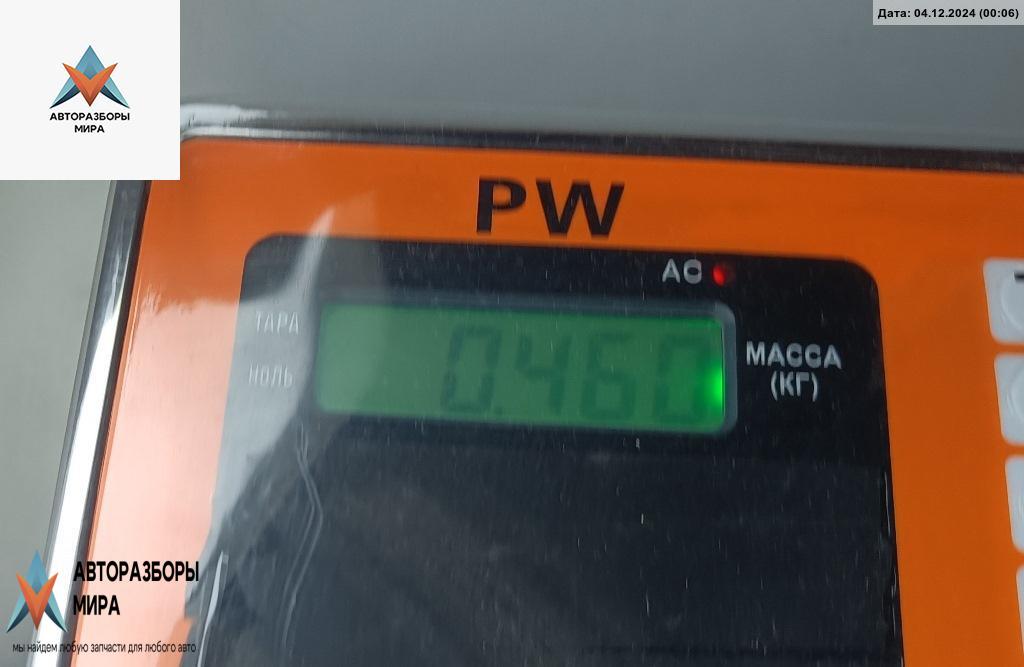 Дата: 04.12.2024 (00:06)
АВТОРАЗБОРЫ
МИРА
PW
AC
ТАРА
НОЛЬ
0.460
МАССА
(КГ)
АВТОРАЗБОРЫ
МИРА
мы найдем любую запчасти для любого авто